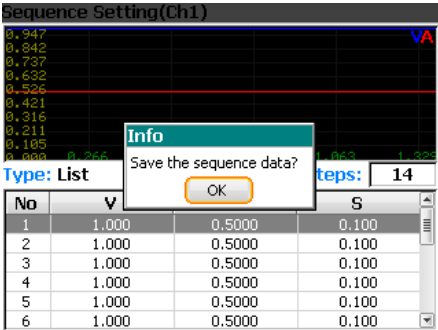 Sequence Setting(Ch1)
0.947 VA
0.842
0.737
0.632
0.526
0.421
0.316
0.211
0.105
0.000 0.266 1.063 1.329
Info
Save the sequence data?
OK
Type: List teps: 14
No V S
1 1.000 0.5000 0.100
2 1.000 0.5000 0.100
3 1.000 0.5000 0.100
4 1.000 0.5000 0.100
5 1.000 0.5000 0.100
6 1.000 0.5000 0.100